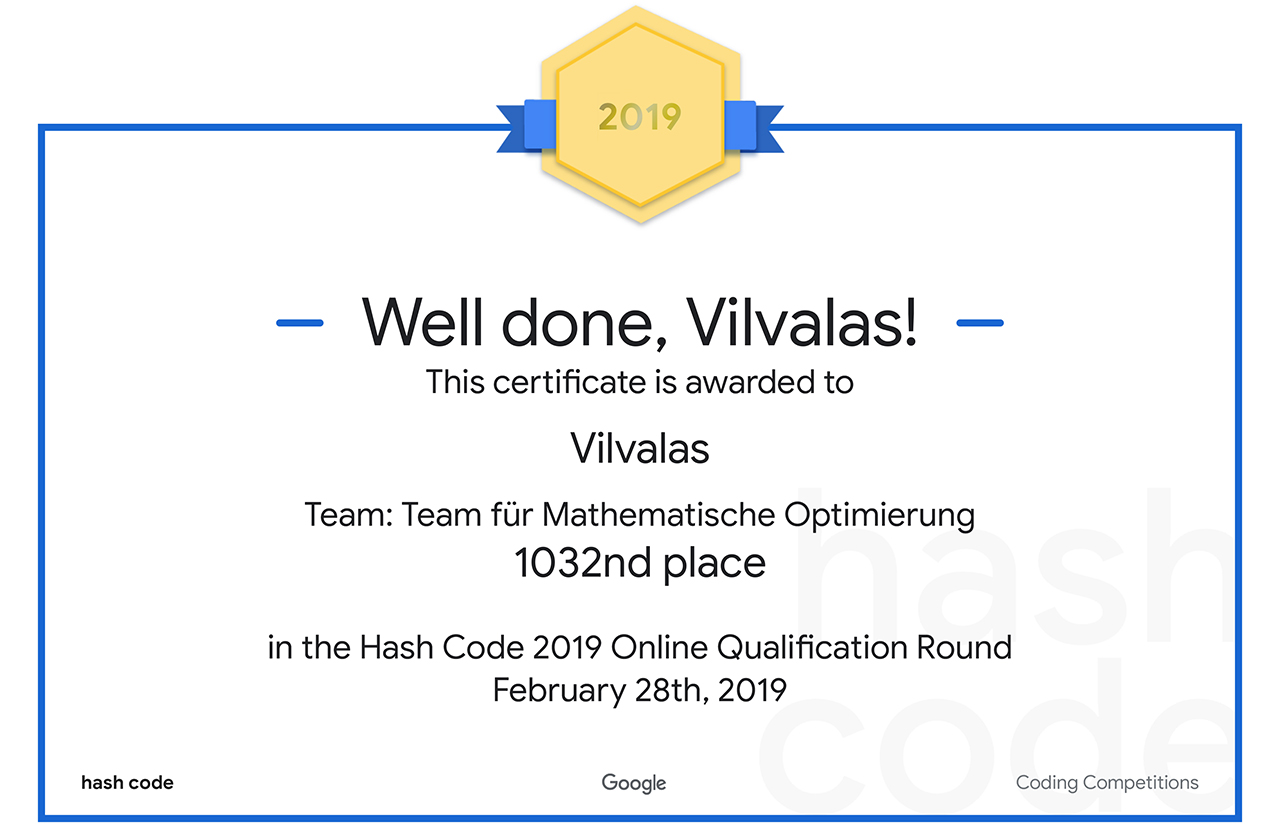 2019
Well done, Vilvalas!
This certificate is awarded to
Vilvalas
Team: Team für Mathematische Optimierung
1032nd place
in the Hash Code 2019 Online Qualification Round
February 28th, 2019
hash
code
hash code
Google
Coding Competitions